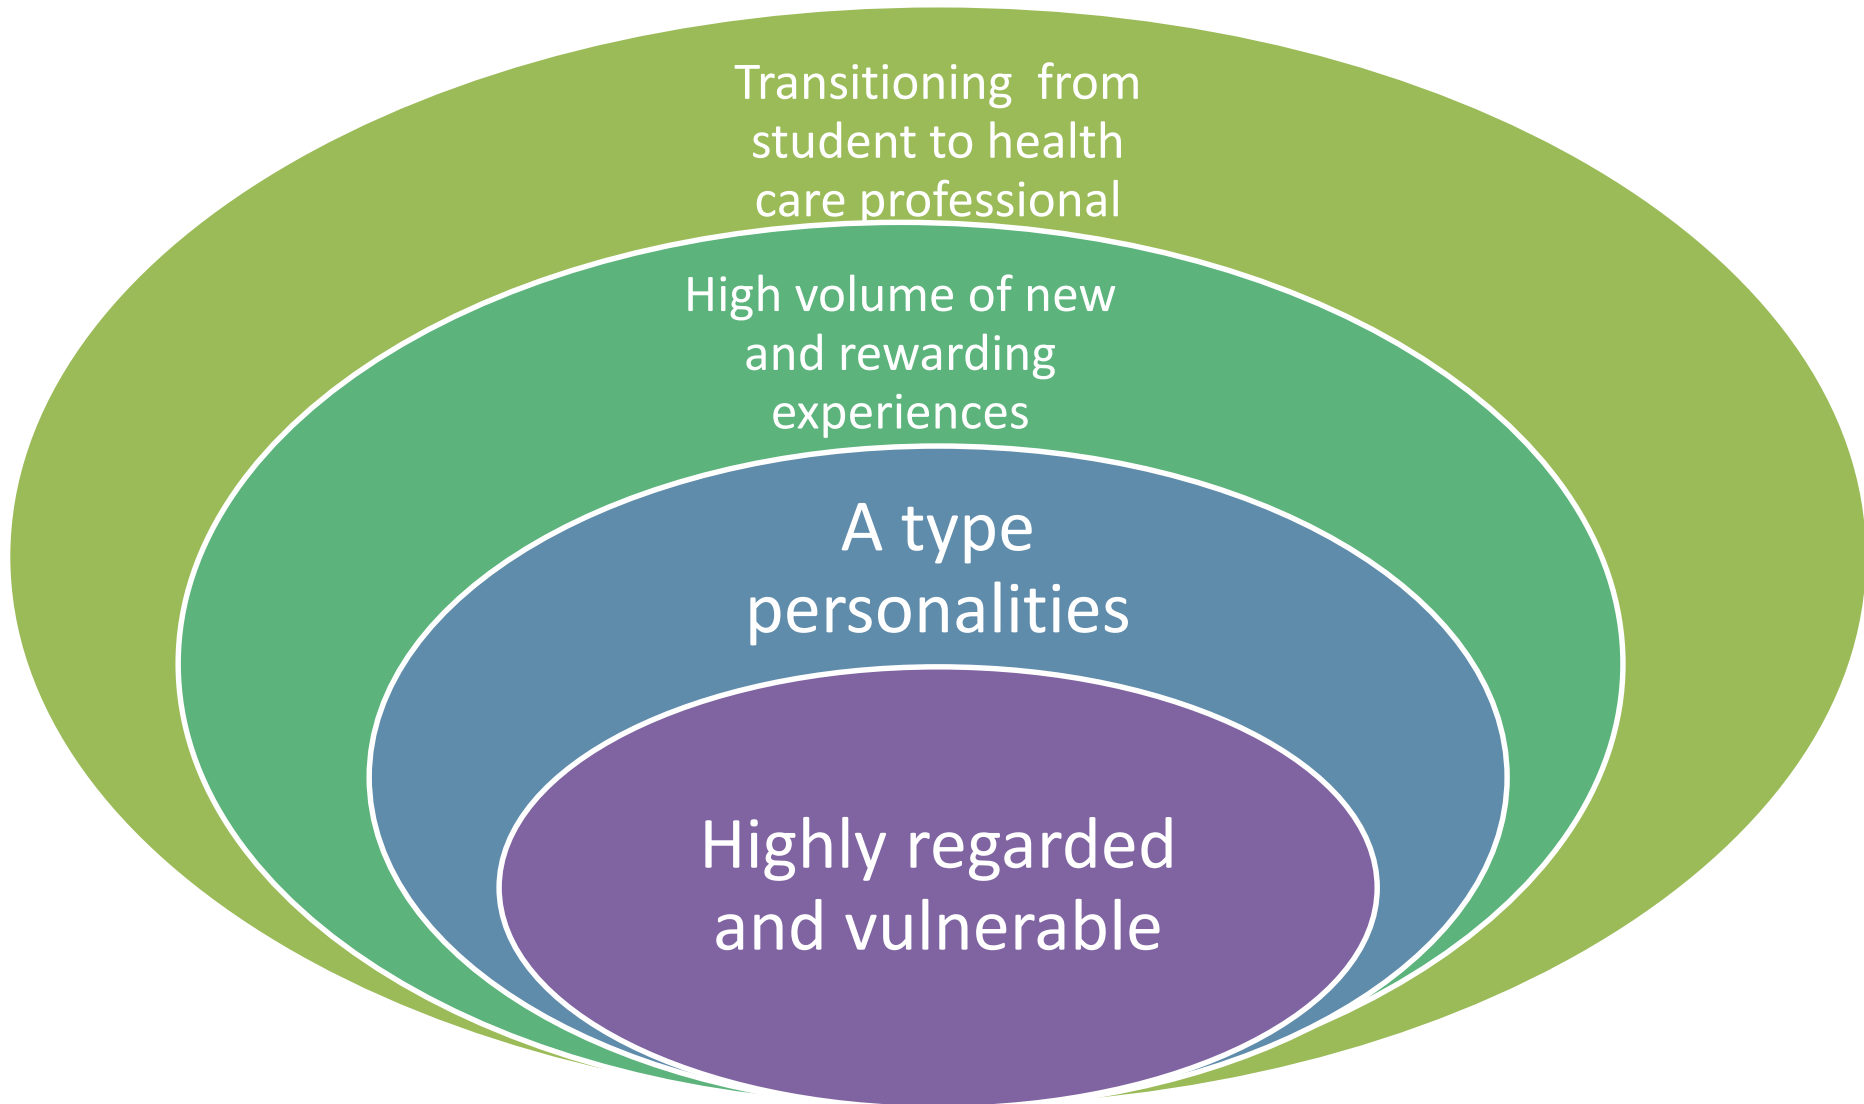 Transitioning  from
student to health
care professional
High volume of new
and rewarding
experiences
A type
personalities
Highly regarded
and vulnerable